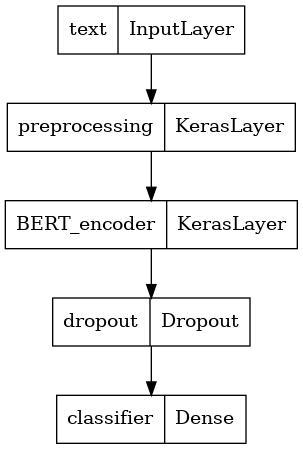 text InputLayer
preprocessing KerasLayer
BERT_encoder KerasLayer
dropout Dropout
classifier Dense